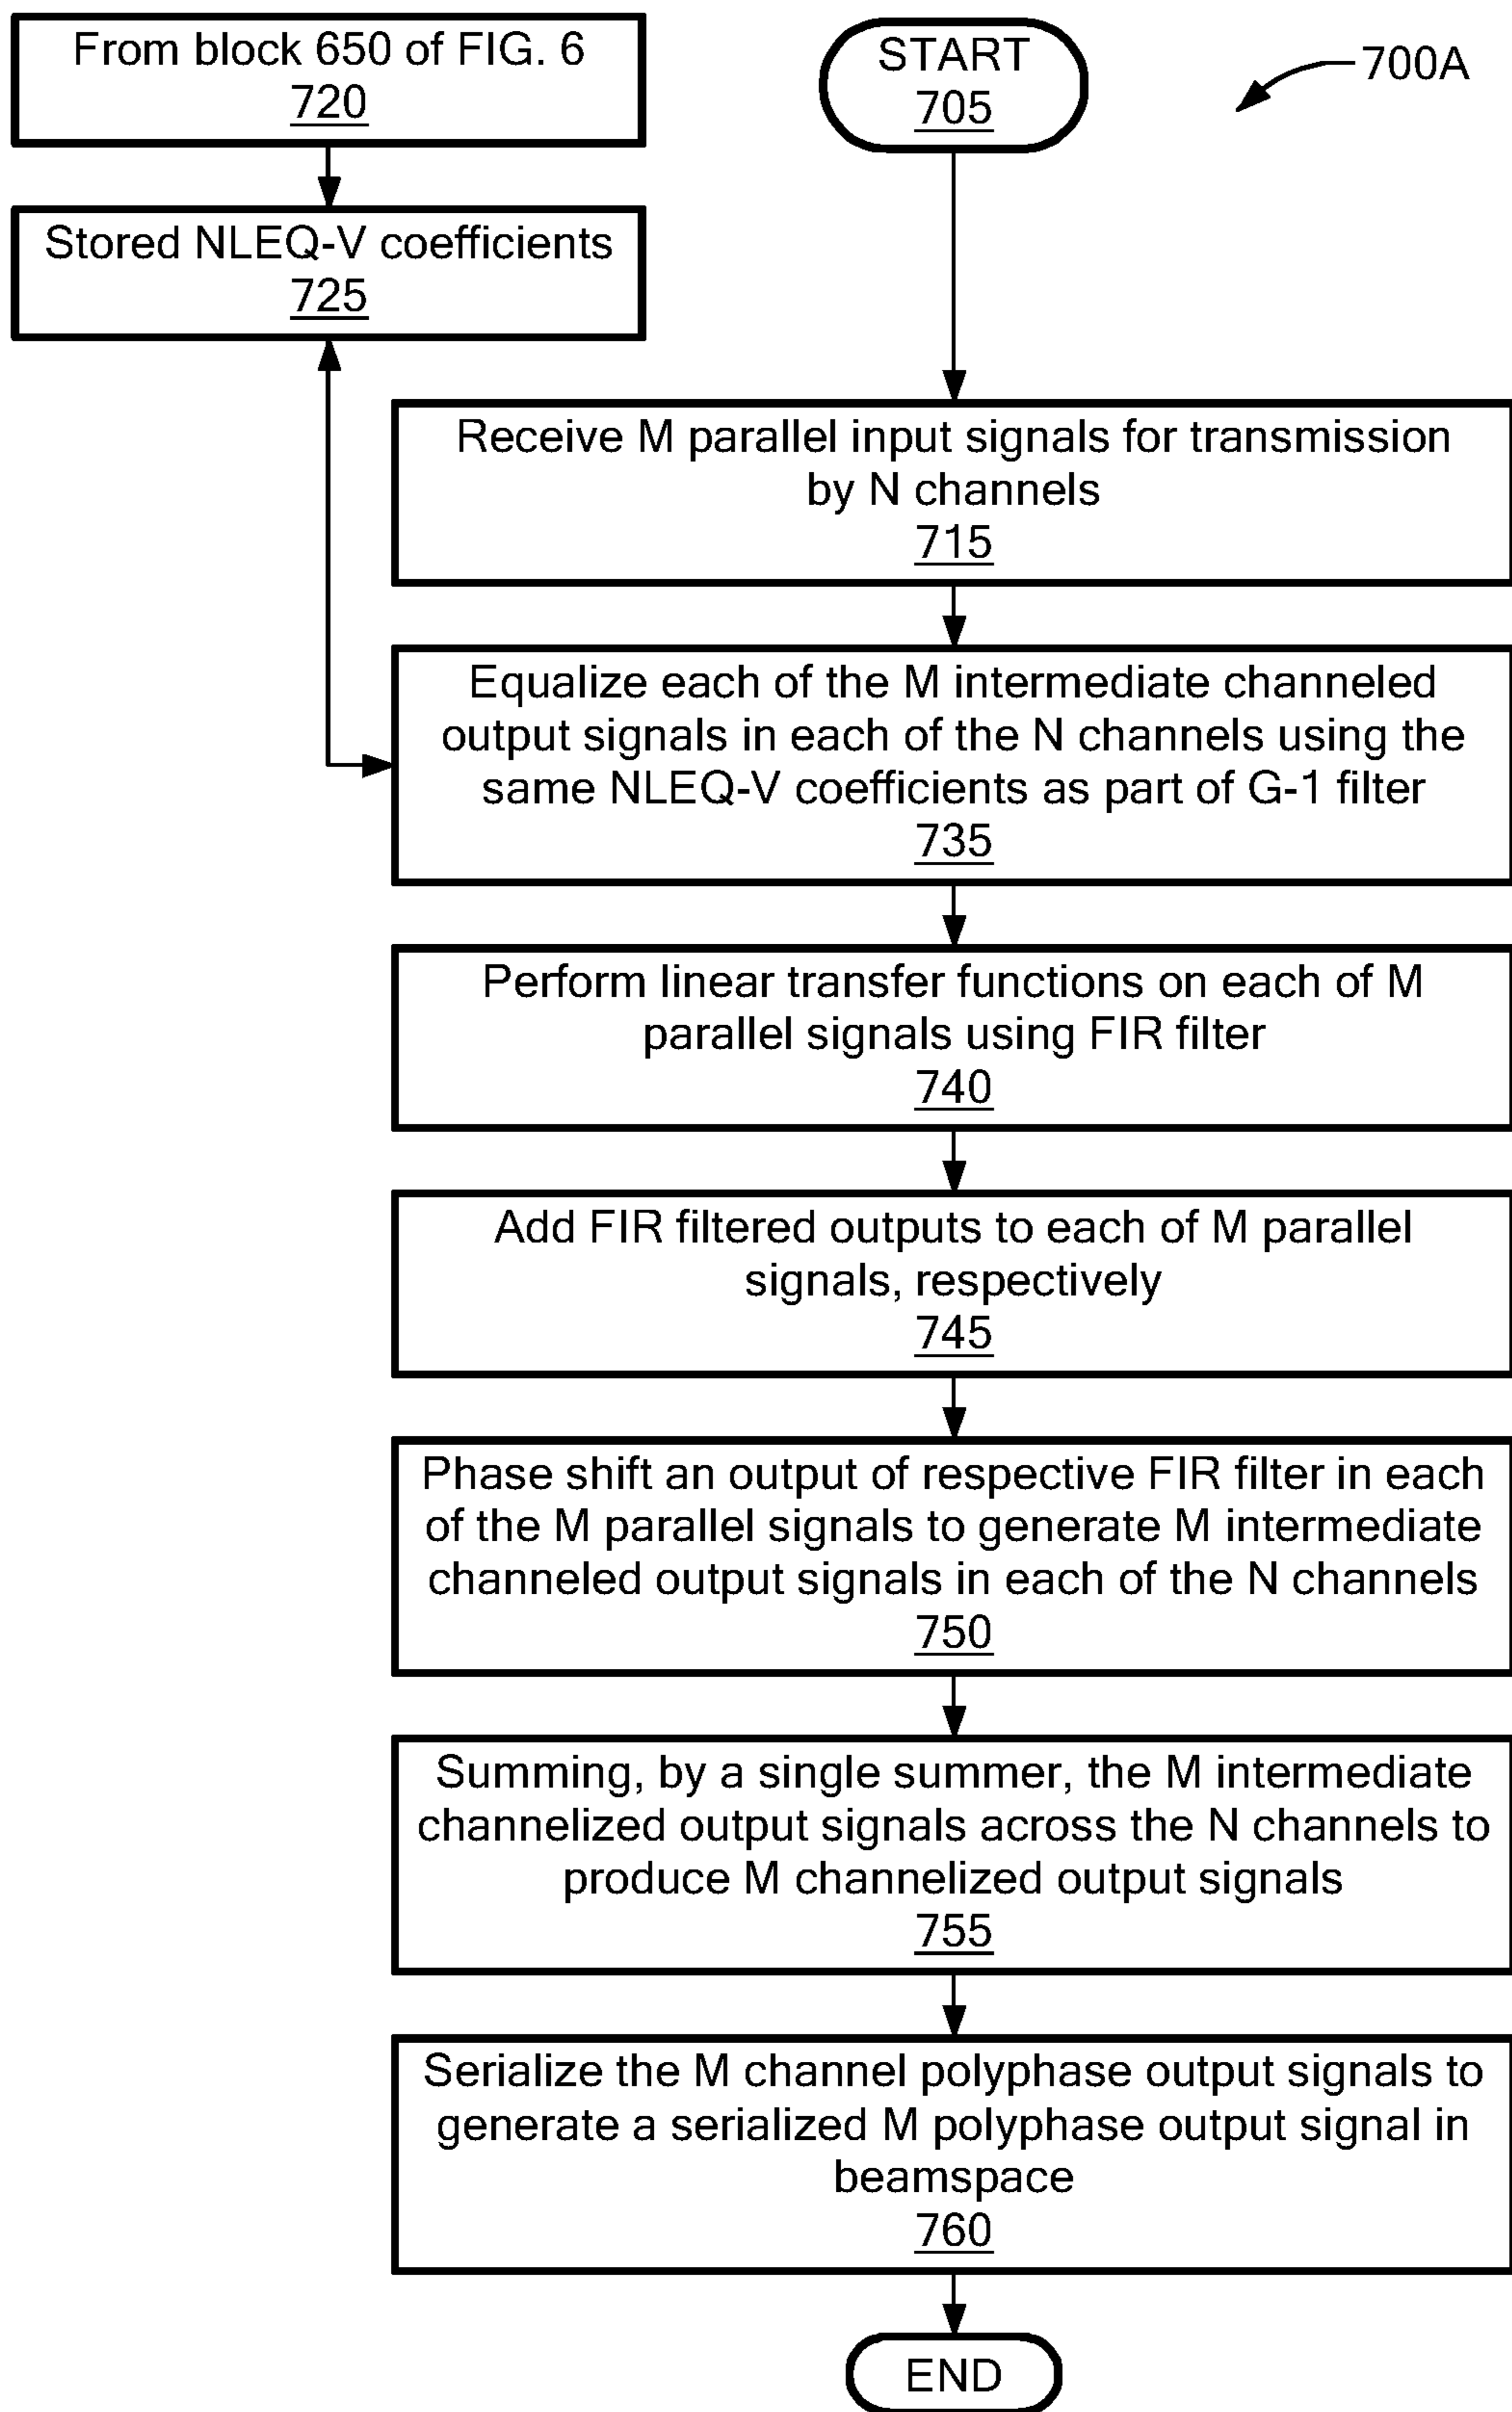 From block 650 of FIG. 6
720
START
705
700A
Stored NLEQ-V coefficients
725
Receive M parallel input signals for transmission
by N channels
715
Equalize each of the M intermediate channeled
output signals in each of the N channels using the
same NLEQ-V coefficients as part of G-1 filter
735
Perform linear transfer functions on each of M
parallel signals using FIR filter
740
Add FIR filtered outputs to each of M parallel
signals, respectively
745
Phase shift an output of respective FIR filter in each
of the M parallel signals to generate M intermediate
channeled output signals in each of the N channels
750
Summing, by a single summer, the M intermediate
channelized output signals across the N channels to
produce M channelized output signals
755
Serialize the M channel polyphase output signals to
generate a serialized M polyphase output signal in
beamspace
760
END